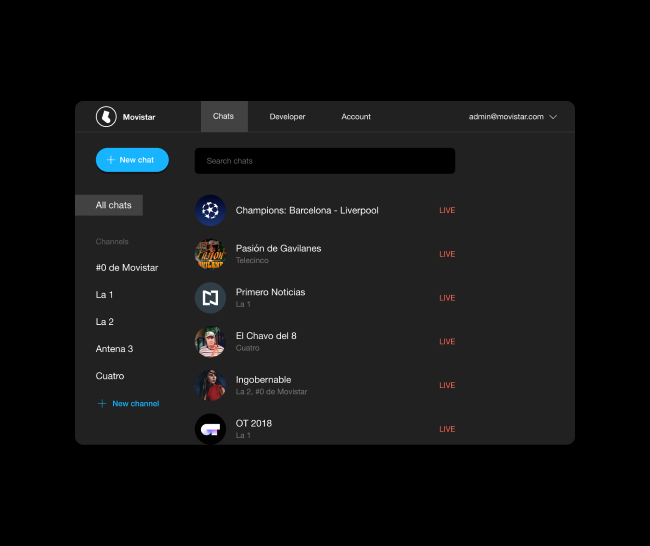 Movistar
Chats
Developer
Account
admin@movistar.com
New chat
Search chats
All chats
Channels
#0 de Movistar
La 1
La 2
Antena 3
Cuatro
New channel
Champions: Barcelona - Liverpool
LIVE
Pasión de Gavilanes
Telecinco
LIVE
Primero Noticias
La 1
LIVE
El Chavo del 8
Cuatro
LIVE
Ingobernable
La 2, #0 de Movistar
LIVE
OT 2018
La 1
LIVE